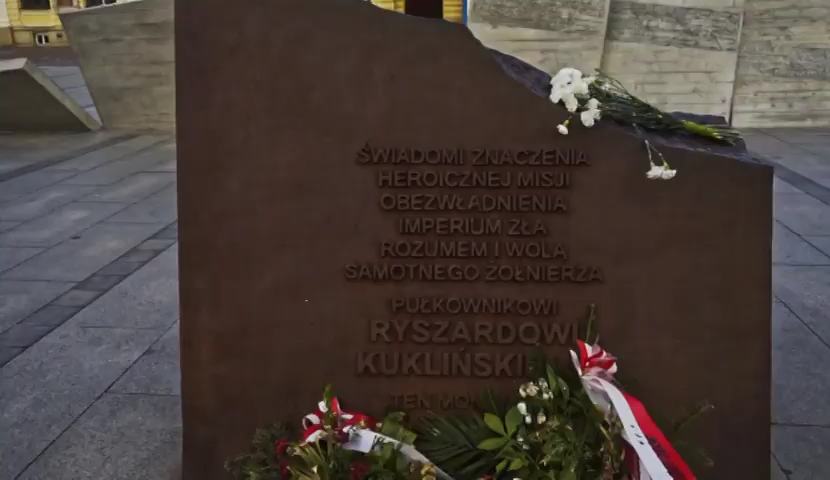 ŚWIADOMI ZNACZENIA
HEROICZNEJ MISJI
OBEZWŁADNIENIA
IMPERIUM ZŁA
ROZUMEM I WOLĄ
SAMOTNEGO ŻOŁNIERZA
PUŁKOWNIKOWI
RYSZARDOWI
KUKLIŃSKI
TEN